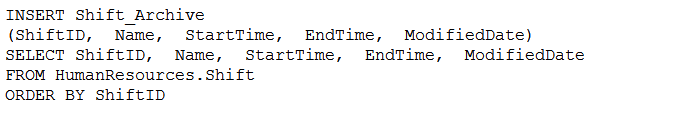 INSERT Shift_Archive
(ShiftID, Name, StartTime, EndTime, ModifiedDate)
SELECT ShiftID, Name, StartTime, EndTime, ModifiedDate
FROM HumanResources.Shift
ORDER BY ShiftID